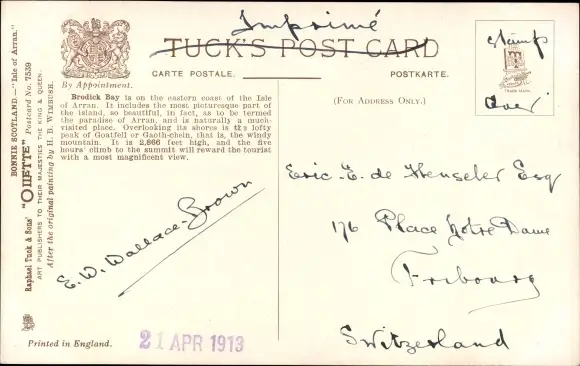 Imprimé
TUCK'S POST CARD
CARTE POSTALE.
POSTKARTE.
By Appointment.
(FOR ADDRESS ONLY.)
stamp
TRADE MARK.
over
Brodick Bay is on the eastern coast of the Isle
of Arran. It includes the most picturesque part of
the island, so beautiful, in fact, as to be termed
the paradise of Arran, and is naturally a much-
visited place. Overlooking its shores is the lofty
peak of Goatfell or Gaoth-chein, that is, the windy
mountain. It is 2,866 feet high, and the five
hours' climb to the summit will reward the tourist
with a most magnificent view.
BONNIE SCOTLAND.—"Isle of Arran."
Raphael Tuck & Sons' "OILETTE" Postcard No. 7539
ART PUBLISHERS TO THEIR MAJESTIES THE KING & QUEEN.
After the original painting by H. B. WIMBUSH.
E. W. Wallace-Brown
Eric. E. de Henseler Esq
176 Place Notre Dame
Fribourg
Switzerland
21 APR 1913
Printed in England.